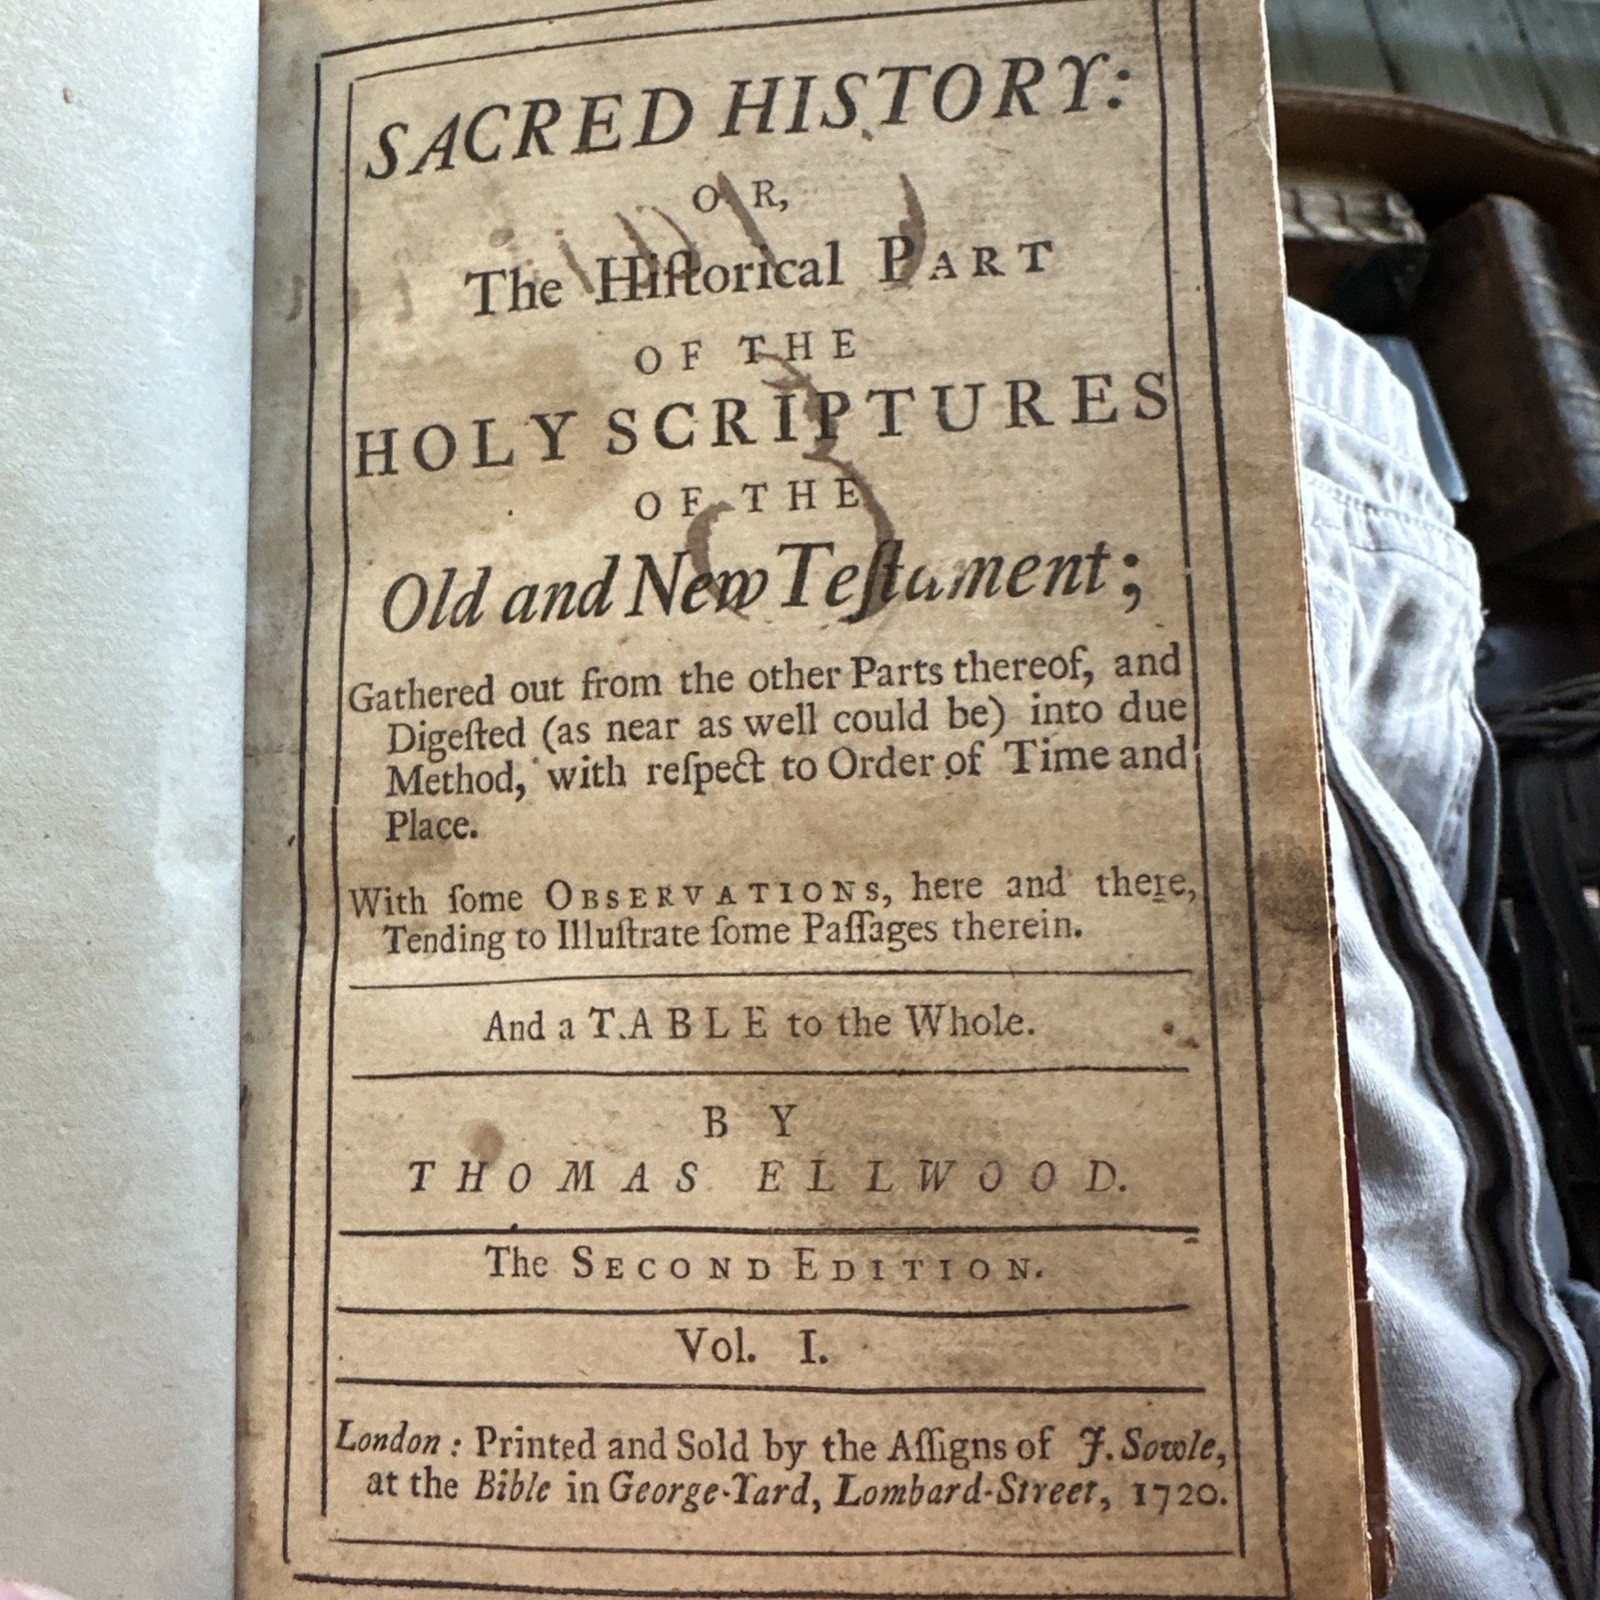 SACRED HISTORY:
OR,
The Hiſtorical PART
OF THE
HOLY SCRIPTURES
OF THE
Old and New Teſtament;
Gathered out from the other Parts thereof, and
Digeſted (as near as well could be) into due
Method, with reſpect to Order of Time and
Place.
With ſome OBSERVATIONS, here and there,
Tending to Illuſtrate ſome Paſſages therein.
And a TABLE to the Whole.
BY
THOMAS ELLWOOD.
The SECOND EDITION.
Vol. I.
London: Printed and Sold by the Aſſigns of J. Sowle,
at the Bible in George-Yard, Lombard-Street, 1720.